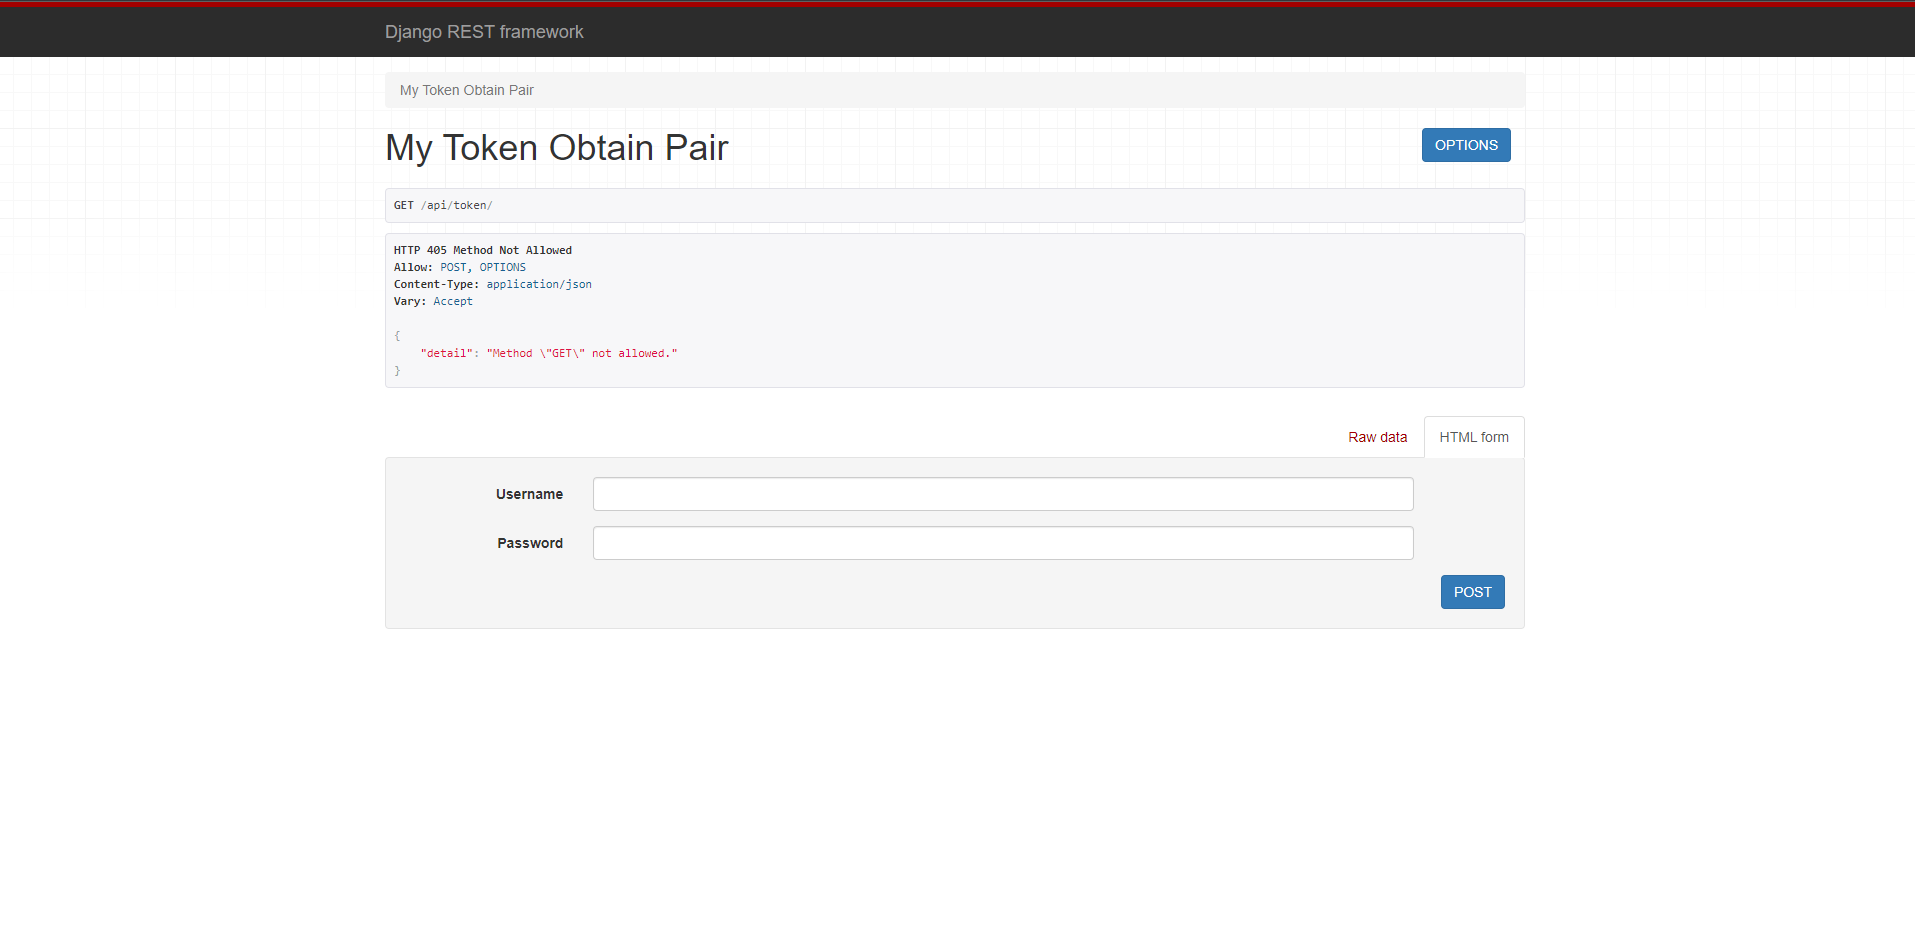 Django REST framework
My Token Obtain Pair
My Token Obtain Pair
OPTIONS
GET /api/token/
HTTP 405 Method Not Allowed
Allow: POST, OPTIONS
Content-Type: application/json
Vary: Accept
{
"detail": "Method \"GET\" not allowed."
}
Raw data
HTML form
Username
Password
POST